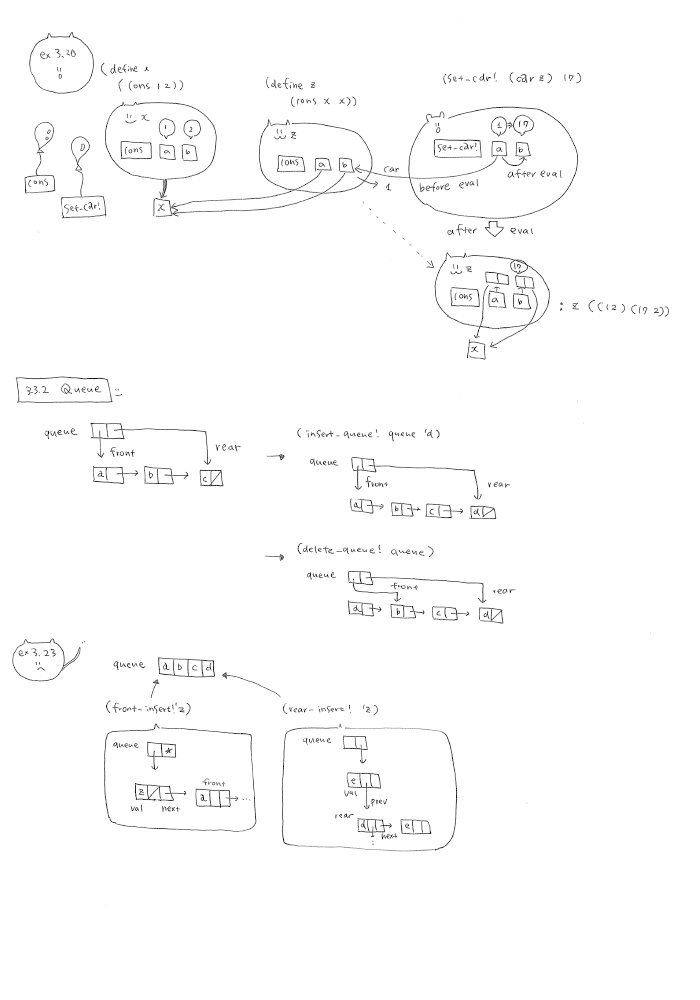 ex 3.20
(define x
((ons 1 2))
(define z
(cons x x))
(set-cdr! (cdr z) 17)
x
1
2
cons
a
b
z
cons
a
b
car
1
1
17
set-cdr!
a
b
before eval
after eval
cons
set-cdr!
x
after eval
z
17
cons
a
b
x
: z ((1 2) (17 2))
3.3.2 Queue
queue
front
rear
a
b
c
(insert-queue! queue 'd)
queue
front
rear
a
b
c
d
(delete-queue! queue)
queue
front
rear
a
b
c
d
ex 3.23
queue
a b c d
(front-insert! 'z)
(rear-insert! 'z)
queue
*
z
val
next
front
a
...
queue
e
val
prev
rear
d
next
e